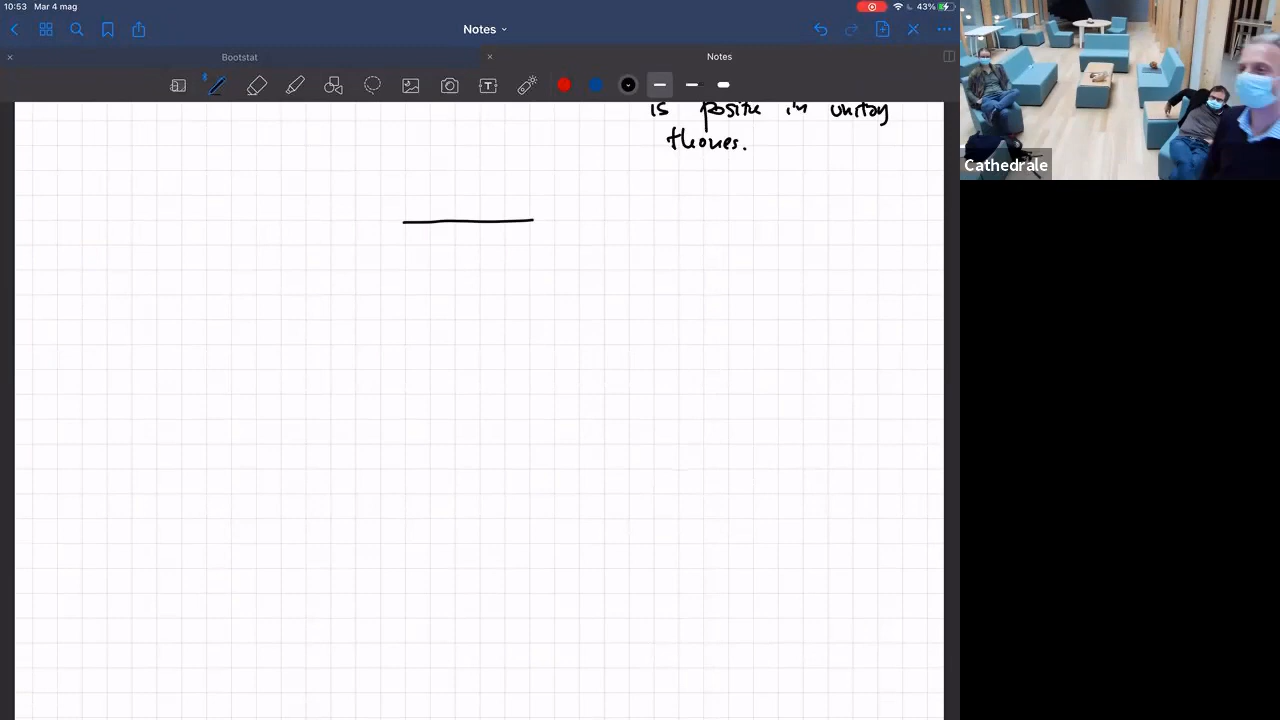 10:53 Mar 4 mag
43%
Notes
Bootstat
Notes
is positive in unitary
theories.
Cathedrale